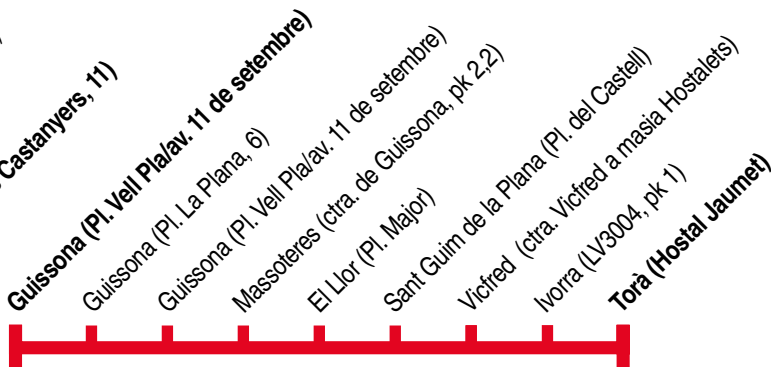 Castanyers, 11)
Guissona (Pl. Vell Pla/av. 11 de setembre)
Guissona (Pl. La Plana, 6)
Guissona (Pl. Vell Pla/av. 11 de setembre)
Massoteres (ctra. de Guissona, pk 2,2)
El Llor (Pl. Major)
Sant Guim de la Plana (Pl. del Castell)
Vicfred (ctra. Vicfred a masia Hostalets)
Ivorra (LV3004, pk 1)
Torà (Hostal Jaumet)